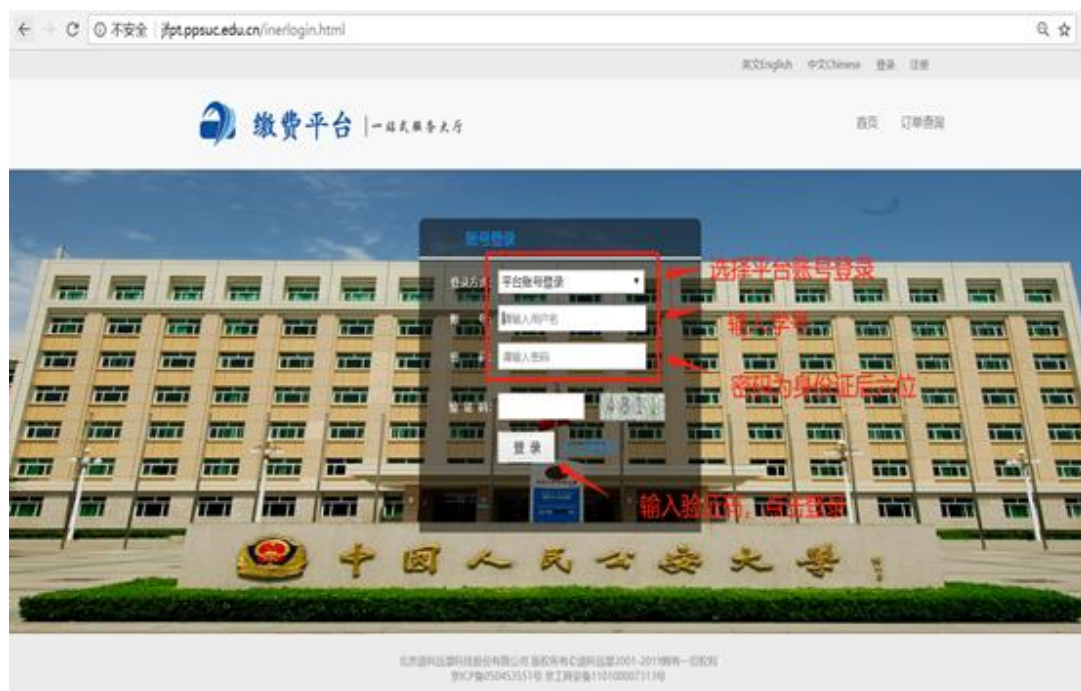 不安全 jfpt.ppsuc.edu.cn/inerlogin.html
英文English 中文Chinese 登录 注册
缴费平台 一站式服务大厅
首页 订单查询
账号登录
登录方式: 平台账号登录
选择平台账号登录
账 号: 请输入用户名
输入学号
密 码: 请输入密码
密码为身份证后六位
验证码:
登 录
输入验证码，点击登录
中国人民公安大学